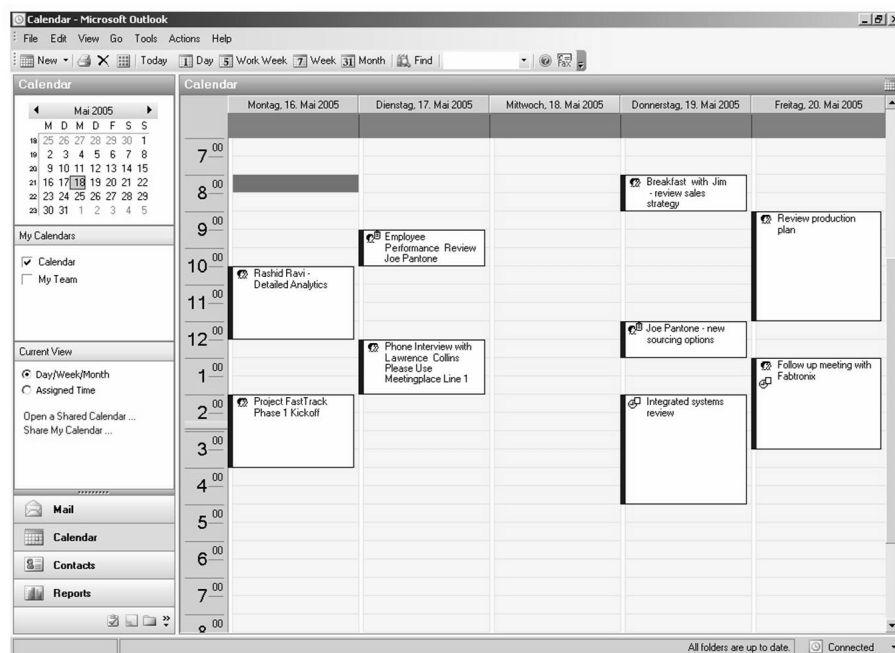 Calendar - Microsoft Outlook
File Edit View Go Tools Actions Help
New Today 1 Day 5 Work Week 7 Week 31 Month Find
Calendar
Mai 2005
M D M D F S S
18 25 26 27 28 29 30 1
19 2 3 4 5 6 7 8
20 9 10 11 12 13 14 15
21 16 17 18 19 20 21 22
22 23 24 25 26 27 28 29
23 30 31 1 2 3 4 5
My Calendars
Calendar
My Team
Current View
Day/Week/Month
Assigned Time
Open a Shared Calendar ...
Share My Calendar ...
Mail
Calendar
Contacts
Reports
Calendar
Montag, 16. Mai 2005 Dienstag, 17. Mai 2005 Mittwoch, 18. Mai 2005 Donnerstag, 19. Mai 2005 Freitag, 20. Mai 2005
7 00
8 00
9 00
10 00
11 00
12 00
1 00
2 00
3 00
4 00
5 00
6 00
7 00
8 00
Rashid Ravi -
Detailed Analytics
Project FastTrack
Phase 1 Kickoff
Employee
Performance Review
Joe Pantone
Phone Interview with
Lawrence Collins
Please Use
Meetingplace Line 1
Breakfast with Jim
- review sales
strategy
Joe Pantone - new
sourcing options
Integrated systems
review
Review production
plan
Follow up meeting with
Fabtronix
All folders are up to date. Connected